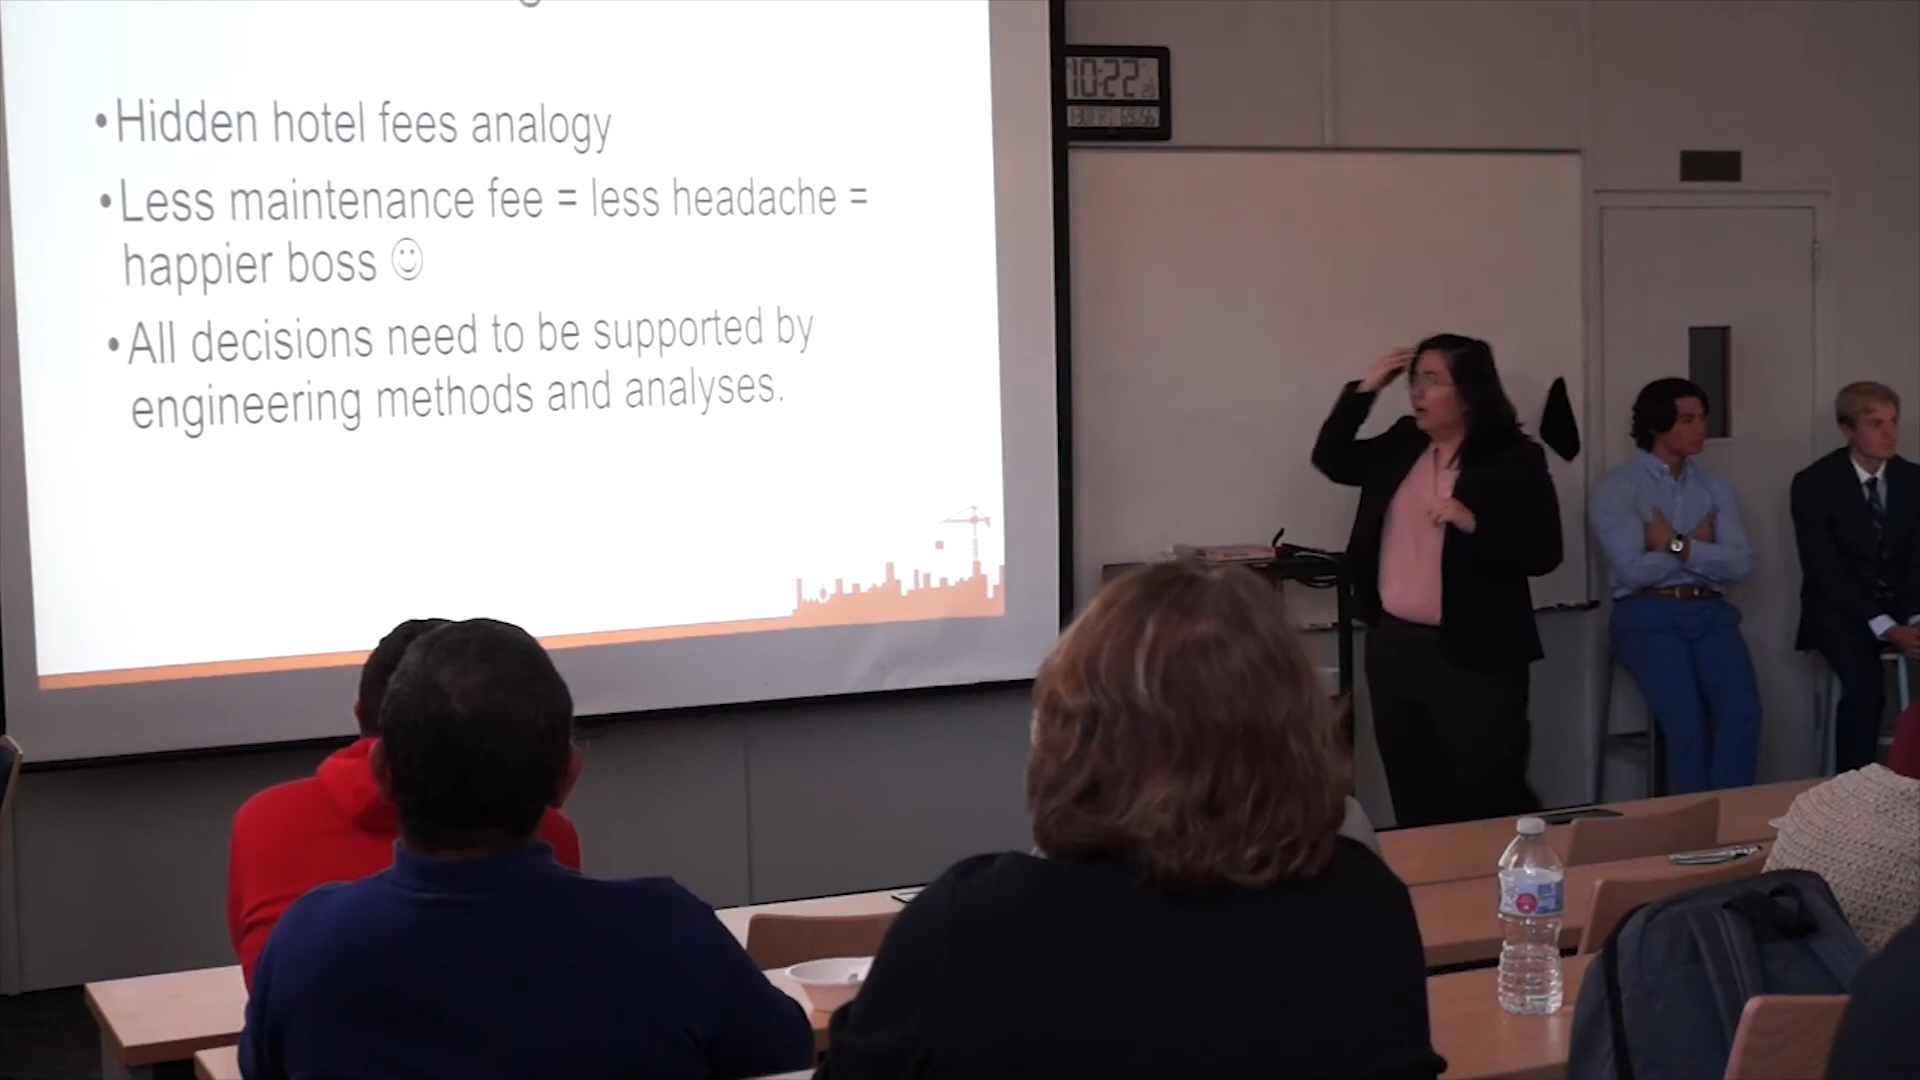 10:22
•Hidden hotel fees analogy
•Less maintenance fee = less headache =
happier boss ☺
•All decisions need to be supported by
engineering methods and analyses.